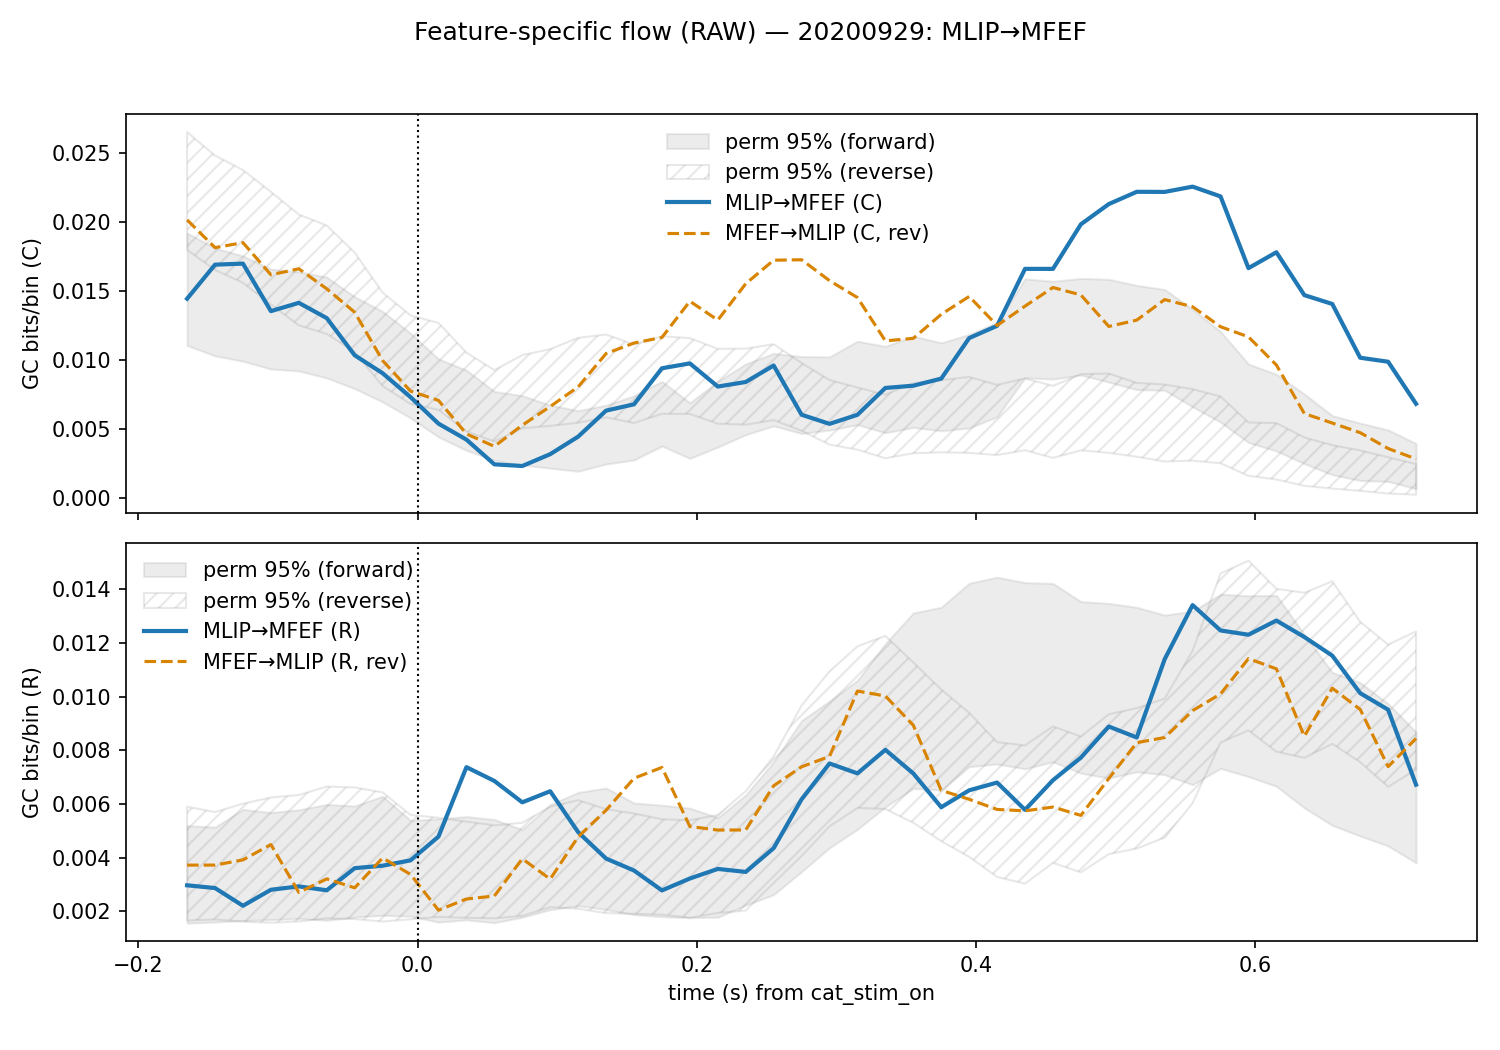 Feature-specific flow (RAW) — 20200929: MLIP→MFEF
GC bits/bin (C)
0.025
0.020
0.015
0.010
0.005
0.000
perm 95% (forward)
perm 95% (reverse)
MLIP→MFEF (C)
MFEF→MLIP (C, rev)
GC bits/bin (R)
0.014
0.012
0.010
0.008
0.006
0.004
0.002
perm 95% (forward)
perm 95% (reverse)
MLIP→MFEF (R)
MFEF→MLIP (R, rev)
−0.2
0.0
0.2
0.4
0.6
time (s) from cat_stim_on